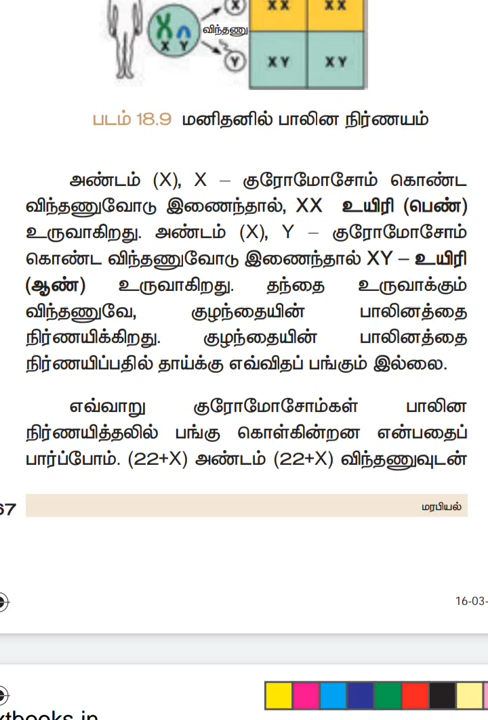 X
XX XX
விந்தணு
X Y
Y
XY XY
படம் 18.9 மனிதனில் பாலின நிர்ணயம்
அண்டம் (X), X – குரோமோசோம் கொண்ட
விந்தணுவோடு இணைந்தால், XX உயிரி (பெண்)
உருவாகிறது. அண்டம் (X), Y – குரோமோசோம்
கொண்ட விந்தணுவோடு இணைந்தால் XY – உயிரி
(ஆண்) உருவாகிறது. தந்தை உருவாக்கும்
விந்தணுவே, குழந்தையின் பாலினத்தை
நிர்ணயிக்கிறது. குழந்தையின் பாலினத்தை
நிர்ணயிப்பதில் தாய்க்கு எவ்விதப் பங்கும் இல்லை.
எவ்வாறு குரோமோசோம்கள் பாலின
நிர்ணயித்தலில் பங்கு கொள்கின்றன என்பதைப்
பார்ப்போம். (22+X) அண்டம் (22+X) விந்தணுவுடன்
67 மரபியல்
16-03-
xtbooks.in